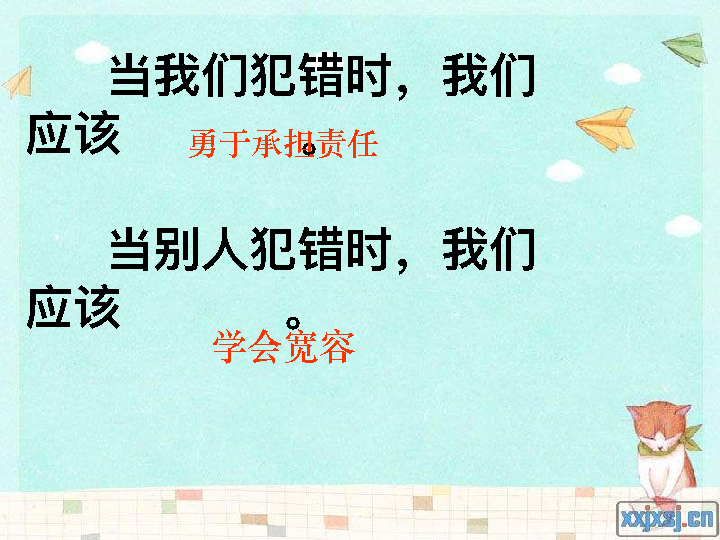 当我们犯错时，我们
应该勇于承担责任。
当别人犯错时，我们
应该。
学会宽容
xxjxsj.cn